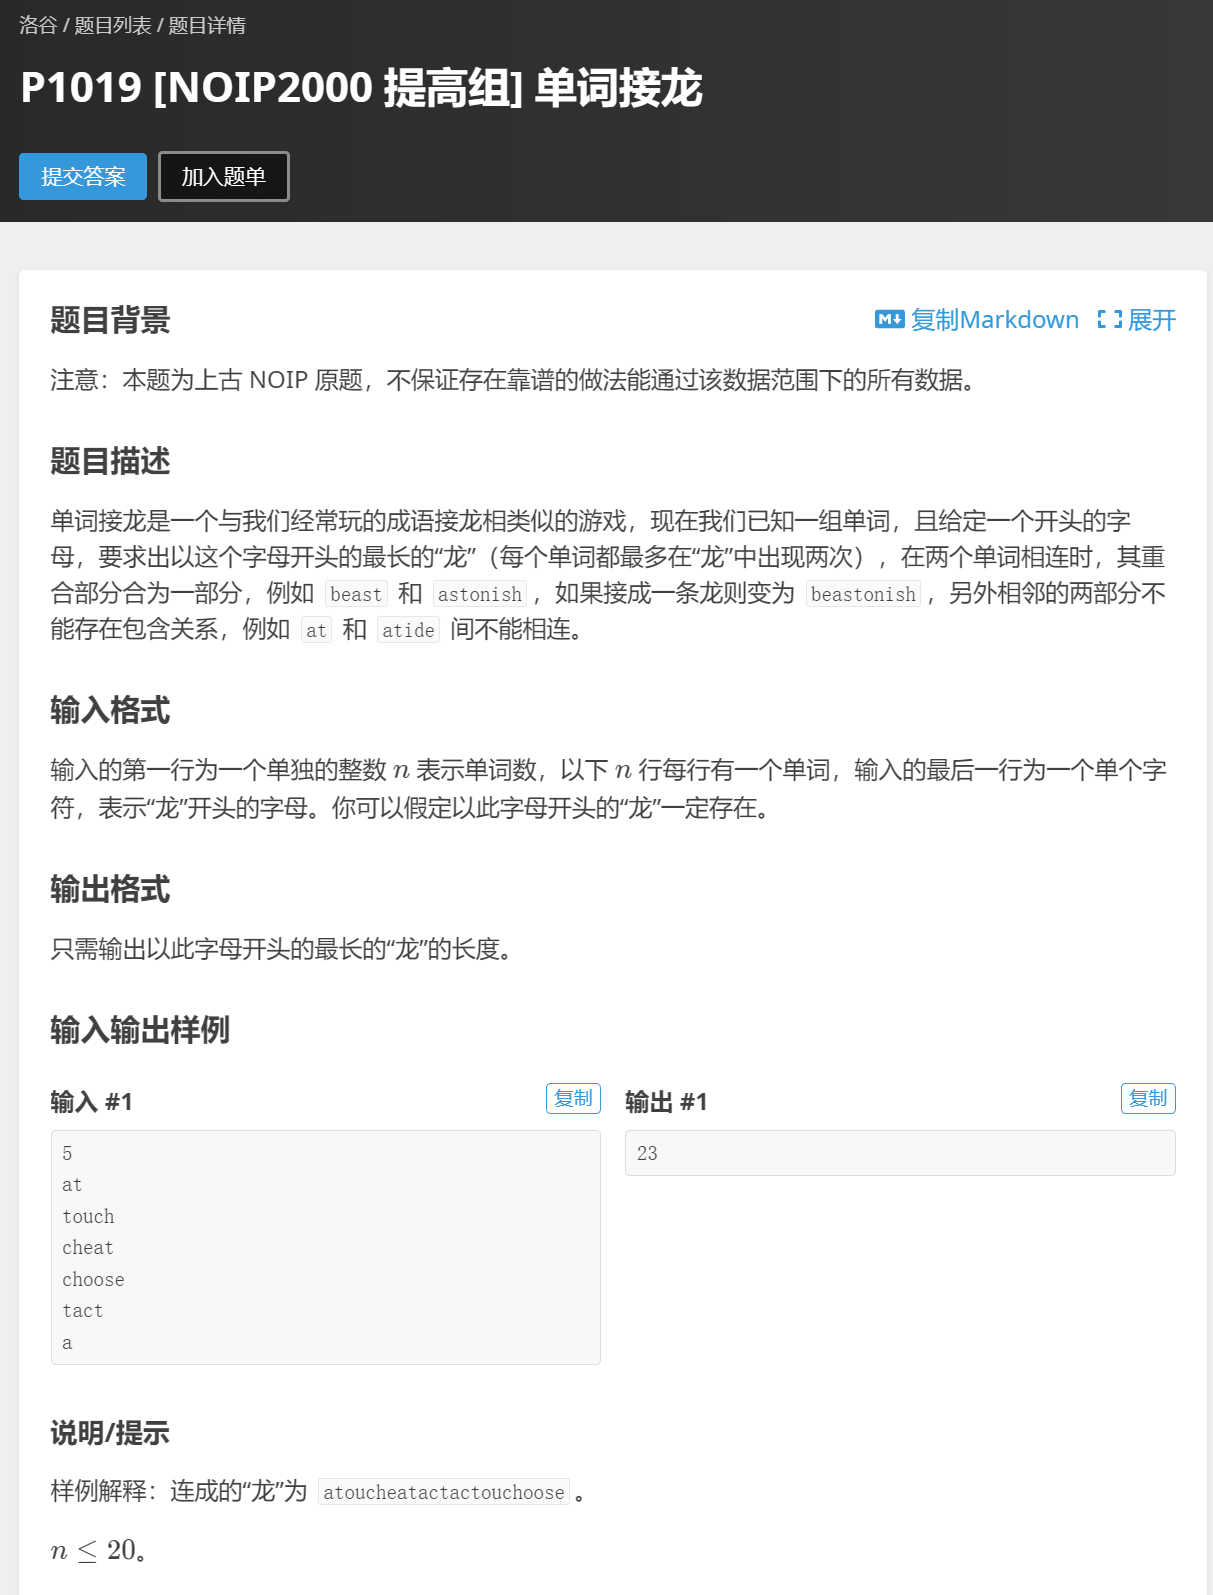 洛谷 / 题目列表 / 题目详情
P1019 [NOIP2000 提高组] 单词接龙
提交答案 加入题单
题目背景 复制Markdown 展开
注意：本题为上古 NOIP 原题，不保证存在靠谱的做法能通过该数据范围下的所有数据。
题目描述
单词接龙是一个与我们经常玩的成语接龙相类似的游戏，现在我们已知一组单词，且给定一个开头的字
母，要求出以这个字母开头的最长的“龙”（每个单词都最多在“龙”中出现两次），在两个单词相连时，其重
合部分合为一部分，例如 beast 和 astonish，如果接成一条龙则变为 beastonish，另外相邻的两部分不
能存在包含关系，例如 at 和 atide 间不能相连。
输入格式
输入的第一行为一个单独的整数 n 表示单词数，以下 n 行每行有一个单词，输入的最后一行为一个单个字
符，表示“龙”开头的字母。你可以假定以此字母开头的“龙”一定存在。
输出格式
只需输出以此字母开头的最长的“龙”的长度。
输入输出样例
输入 #1 复制 输出 #1 复制
5 23
at
touch
cheat
choose
tact
a
说明/提示
样例解释：连成的“龙”为 atoucheatactactouchoose。
n ≤ 20。